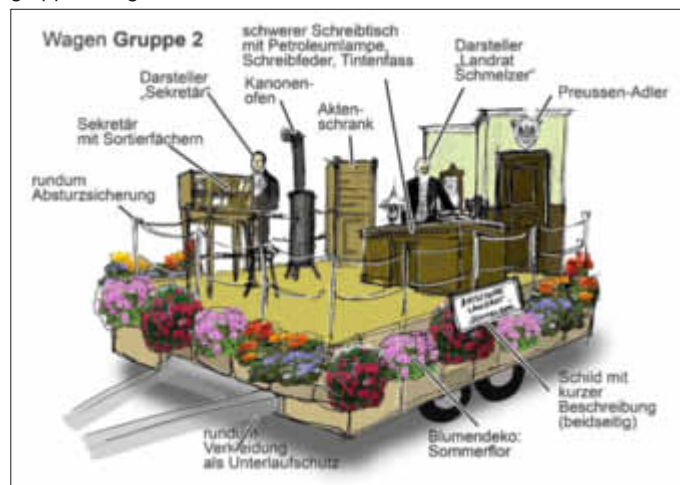 Wagen Gruppe 2
schwerer Schreibtisch
mit Petroleumlampe,
Schreibfeder, Tintenfass
Darsteller
„Landrat
Schmelzer"
Darsteller
„Sekretär"
Kanonen-
ofen
Akten-
schrank
Preussen-Adler
Sekretär
mit Sortierfächern
rundum
Absturzsicherung
Schild mit
kurzer
Beschreibung
(beidseitig)
Blumendeko:
Sommerflor
rundum
Verkleidung
als Unterlaufschutz